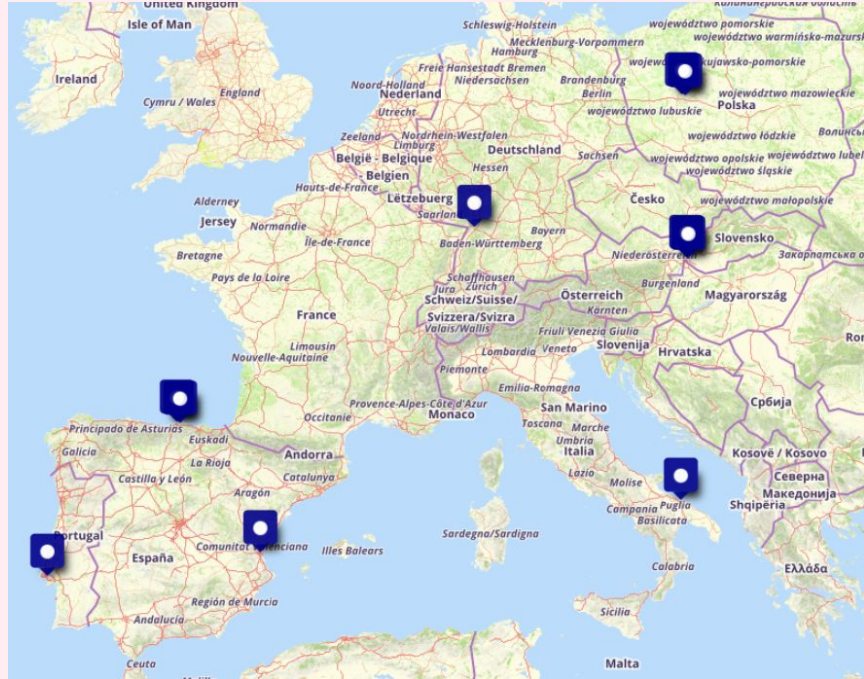 United Kingdom
Isle of Man
Ireland
England
Cymru / Wales
Schleswig-Holstein
Mecklenburg-Vorpommern
Hamburg
Freie Hansestadt Bremen
Niedersachsen
Brandenburg
Berlin
Noord-Holland
Nederland
Utrecht
Zeeland
Limburg
Nordrhein-Westfalen
België - Belgique
- Belgien
Deutschland
Hessen
Sachsen
Hauts-de-France
Lëtzebuerg
Saarland
województwo pomorskie
województwo warmińsko-mazurs
kujawsko-pomorskie
województwo mazowieckie
Polska
województwo lubuskie
województwo łódzkie
województwo opolskie
województwo lubel
województwo śląskie
województwo małopolskie
Česko
Slovensko
Alderney
Jersey
Normandie
Île-de-France
Bretagne
Pays de la Loire
France
Baden-Württemberg
Bayern
Niederösterreich
Burgenland
Schaffhausen
Jura
Zürich
Schweiz/Suisse/
Svizzera/Svizra
Valais/Wallis
Österreich
Kärnten
Magyarország
Limousin
Nouvelle-Aquitaine
Friuli Venezia Giulia
Slovenija
Hrvatska
Lombardia
Veneto
Piemonte
Emilia-Romagna
Provence-Alpes-Côte d'Azur
Monaco
San Marino
Occitanie
Toscana
Marche
Umbria
Italia
Србија
Principado de Asturias
Euskadi
Galicia
La Rioja
Andorra
Castilla y León
Catalunya
Aragón
Lazio
Molise
Campania
Puglia
Basilicata
Kosovë / Kosovo
Северна
Македонија
Shqipëria
Portugal
Comunitat Valenciana
España
Illes Balears
Sardegna/Sardigna
Calabria
Ελλάδα
Región de Murcia
Andalucía
Sicilia
Ceuta
Malta